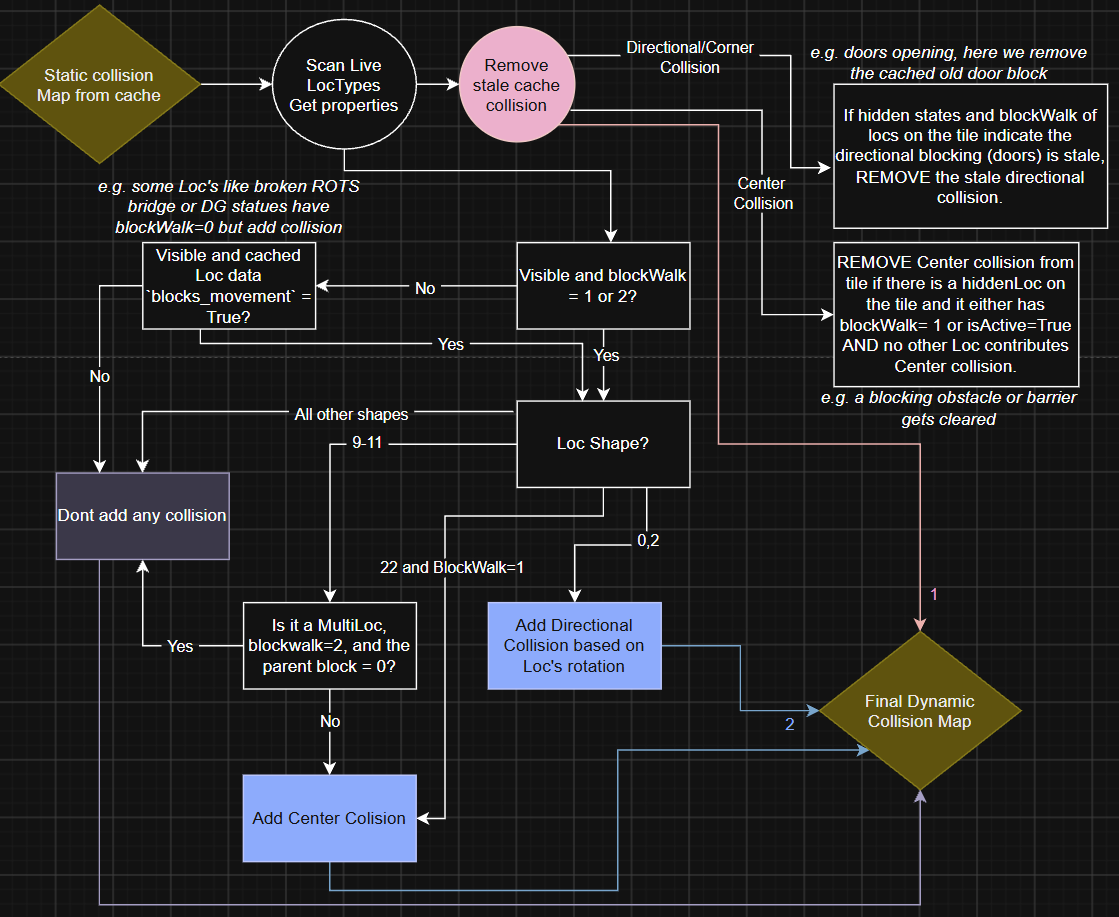 Static collision
Map from cache
Scan Live
LocTypes
Get properties
Remove
stale cache
collision
Directional/Corner
Collision
e.g. doors opening, here we remove
the cached old door block
If hidden states and blockWalk of
locs on the tile indicate the
directional blocking (doors) is stale,
REMOVE the stale directional
collision.
Center
Collision
e.g. some Loc's like broken ROTS
bridge or DG statues have
blockWalk=0 but add collision
Visible and cached
Loc data
`blocks_movement` =
True?
No
Visible and blockWalk
= 1 or 2?
REMOVE Center collision from
tile if there is a hiddenLoc on
the tile and it either has
blockWalk= 1 or isActive=True
AND no other Loc contributes
Center collision.
e.g. a blocking obstacle or barrier
gets cleared
Yes
Yes
No
All other shapes
9-11
Loc Shape?
Dont add any collision
0,2
22 and BlockWalk=1
1
Is it a MultiLoc,
blockwalk=2, and the
parent block = 0?
Yes
Add Directional
Collision based on
Loc's rotation
Final Dynamic
Collision Map
2
No
Add Center Colision